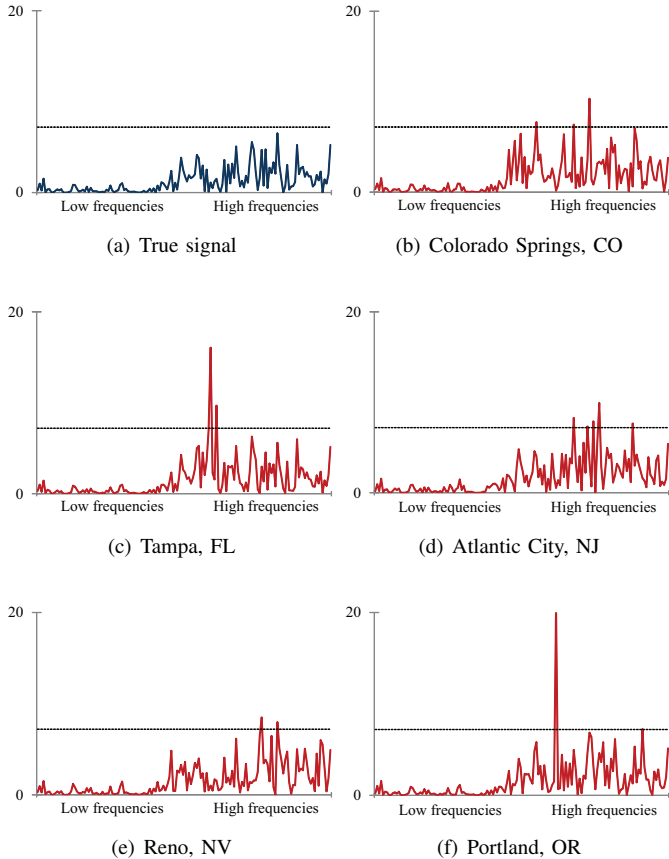 20
0
Low frequencies High frequencies
(a) True signal
20
0
Low frequencies High frequencies
(b) Colorado Springs, CO
20
0
Low frequencies High frequencies
(c) Tampa, FL
20
0
Low frequencies High frequencies
(d) Atlantic City, NJ
20
0
Low frequencies High frequencies
(e) Reno, NV
20
0
Low frequencies High frequencies
(f) Portland, OR